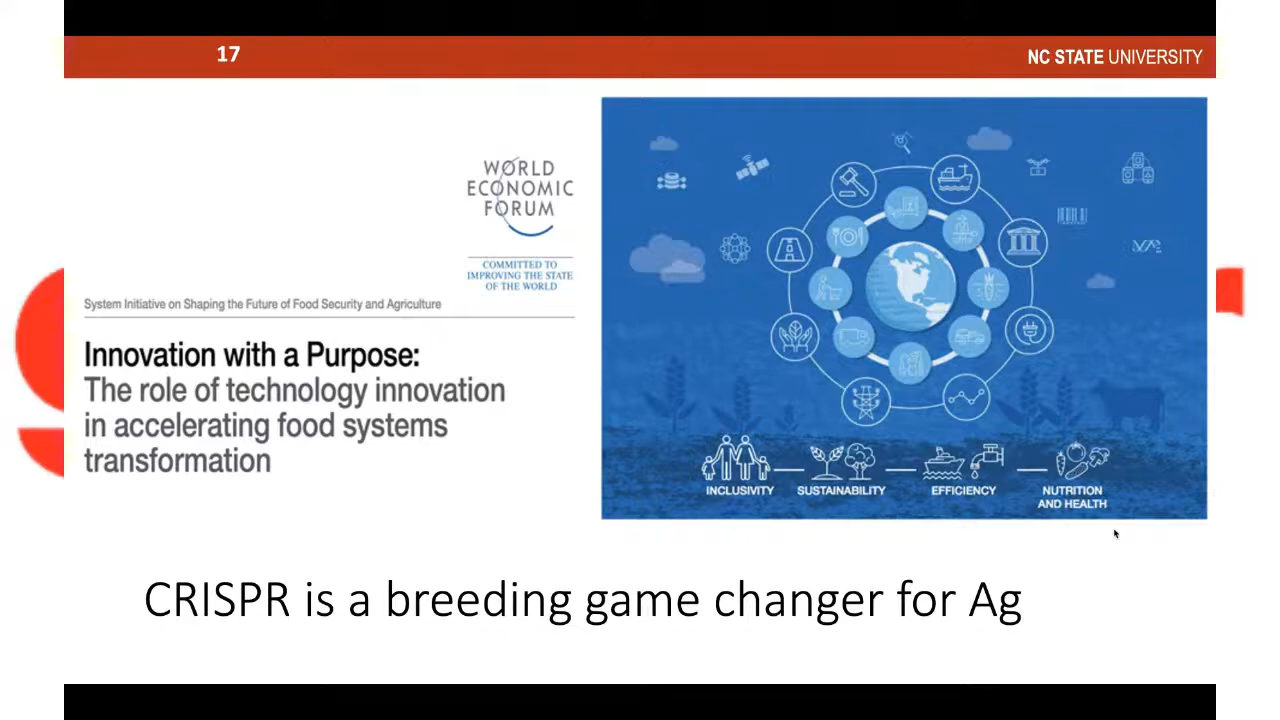 17
NC STATE UNIVERSITY
WORLD
ECONOMIC
FORUM
COMMITTED TO
IMPROVING THE STATE
OF THE WORLD
System Initiative on Shaping the Future of Food Security and Agriculture
Innovation with a Purpose:
The role of technology innovation
in accelerating food systems
transformation
INCLUSIVITY
SUSTAINABILITY
EFFICIENCY
NUTRITION
AND HEALTH
CRISPR is a breeding game changer for Ag